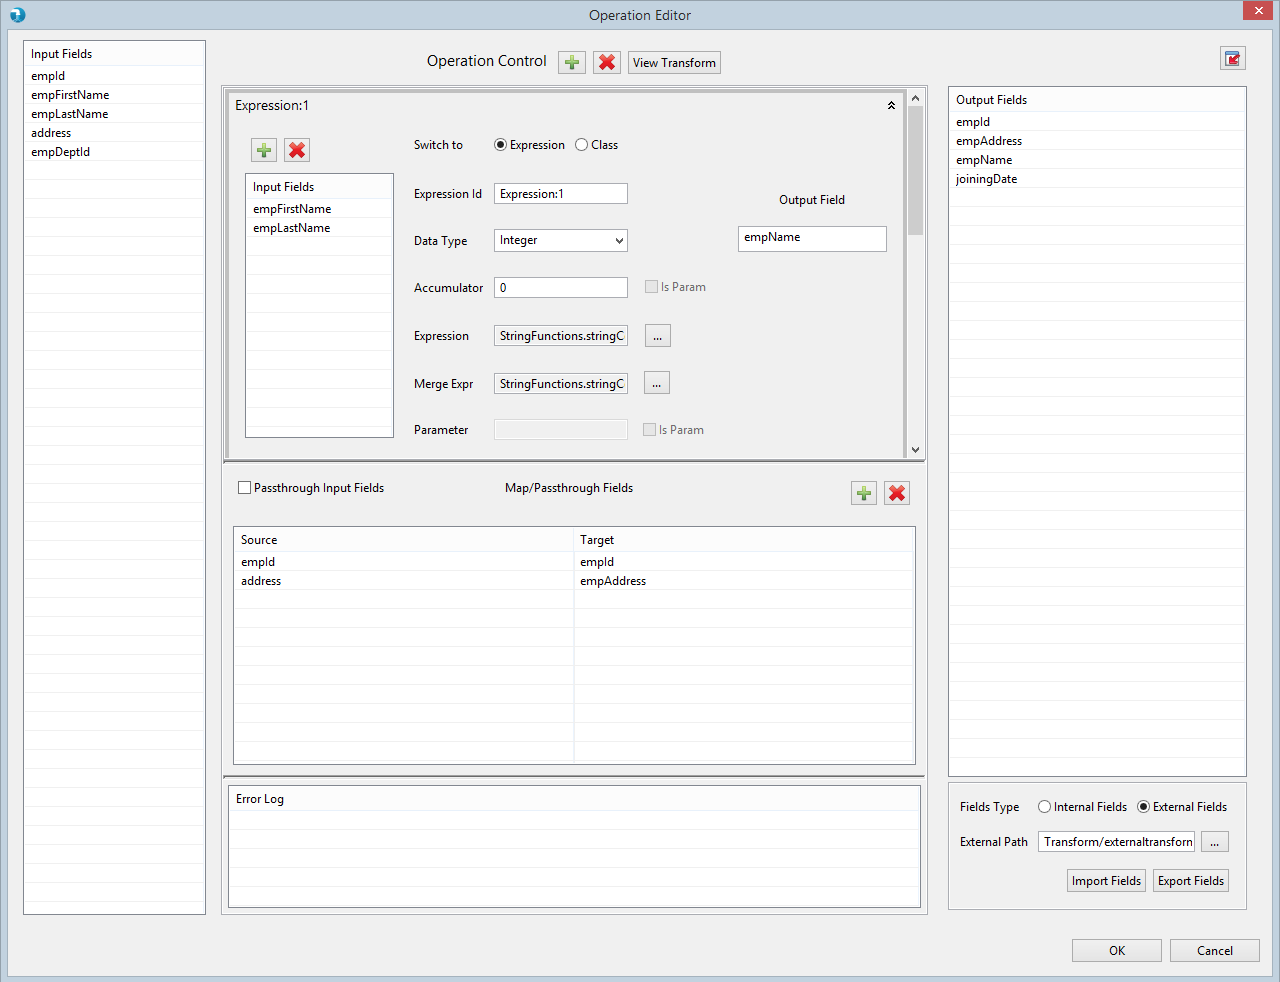 Operation Editor
Input Fields
empId
empFirstName
empLastName
address
empDeptId
Operation Control
View Transform
Expression:1
Switch to
Expression
Class
Input Fields
empFirstName
empLastName
Expression Id
Expression:1
Data Type
Integer
Accumulator
0
Is Param
Expression
StringFunctions.stringC
...
Merge Expr
StringFunctions.stringC
...
Parameter
Is Param
Output Field
empName
Passthrough Input Fields
Map/Passthrough Fields
Source Target
empId empId
address empAddress
Error Log
Output Fields
empId
empAddress
empName
joiningDate
Fields Type
Internal Fields
External Fields
External Path
Transform/externaltransform
...
Import Fields
Export Fields
OK
Cancel